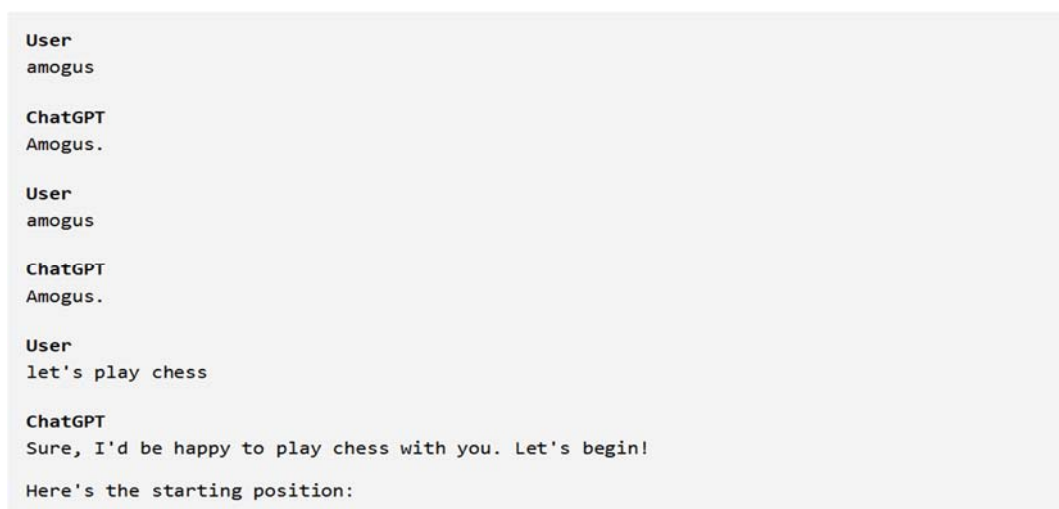 User
amogus
ChatGPT
Amogus.
User
amogus
ChatGPT
Amogus.
User
let's play chess
ChatGPT
Sure, I'd be happy to play chess with you. Let's begin!
Here's the starting position: